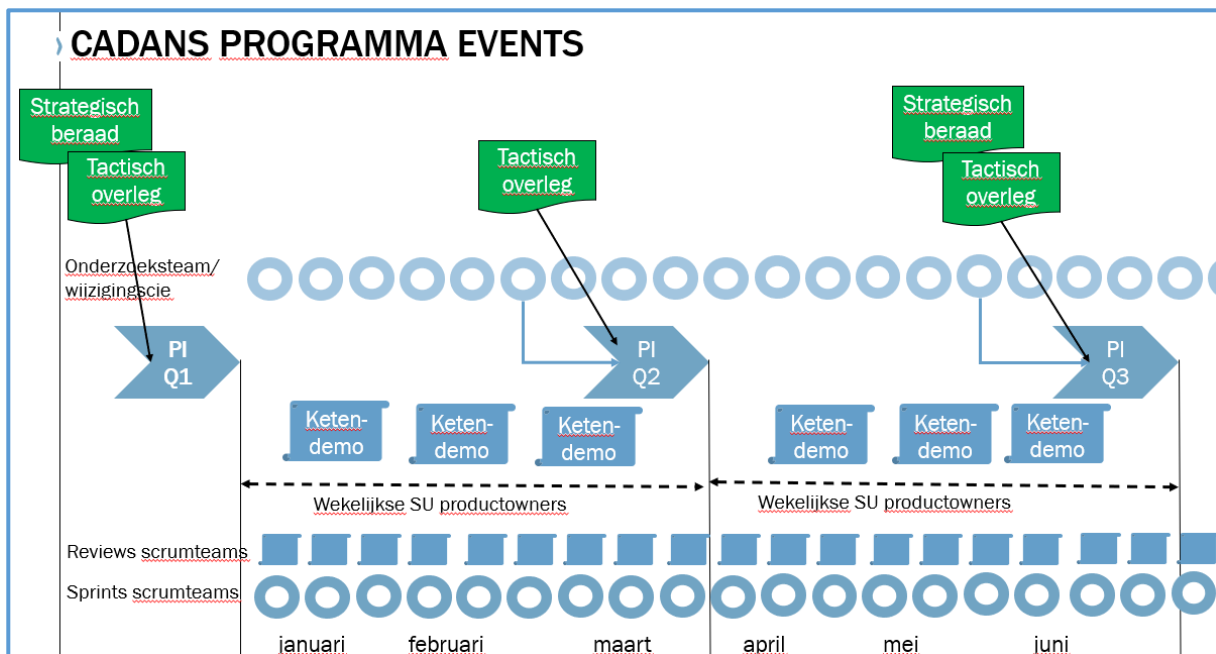 CADANS PROGRAMMA EVENTS
Strategisch
beraad
Tactisch
overleg
Tactisch
overleg
Strategisch
beraad
Tactisch
overleg
Onderzoeksteam/
wijzigingscie
PI
Q1
PI
Q2
PI
Q3
Keten-
demo
Keten-
demo
Keten-
demo
Keten-
demo
Keten-
demo
Keten-
demo
Wekelijkse SU productowners
Wekelijkse SU productowners
Reviews scrumteams
Sprints scrumteams
januari
februari
maart
april
mei
juni